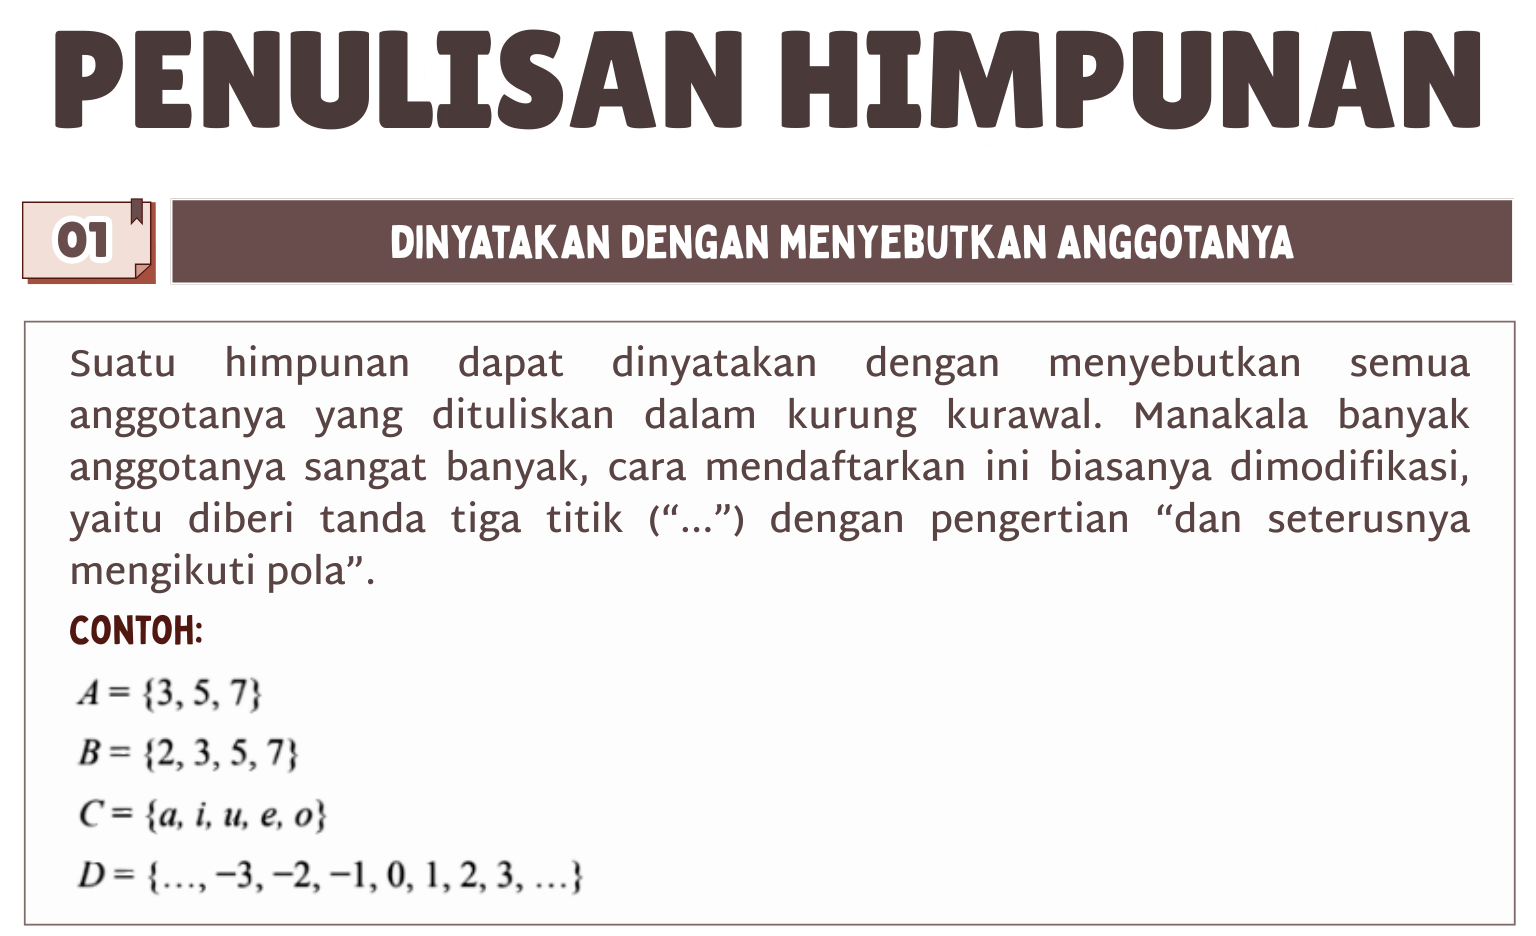 PENULISAN HIMPUNAN
01
DINYATAKAN DENGAN MENYEBUTKAN ANGGOTANYA
Suatu himpunan dapat dinyatakan dengan menyebutkan semua
anggotanya yang dituliskan dalam kurung kurawal. Manakala banyak
anggotanya sangat banyak, cara mendaftarkan ini biasanya dimodifikasi,
yaitu diberi tanda tiga titik (“...”) dengan pengertian “dan seterusnya
mengikuti pola”.
CONTOH:
A = {3, 5, 7}
B = {2, 3, 5, 7}
C = {a, i, u, e, o}
D = {…, −3, −2, −1, 0, 1, 2, 3, …}